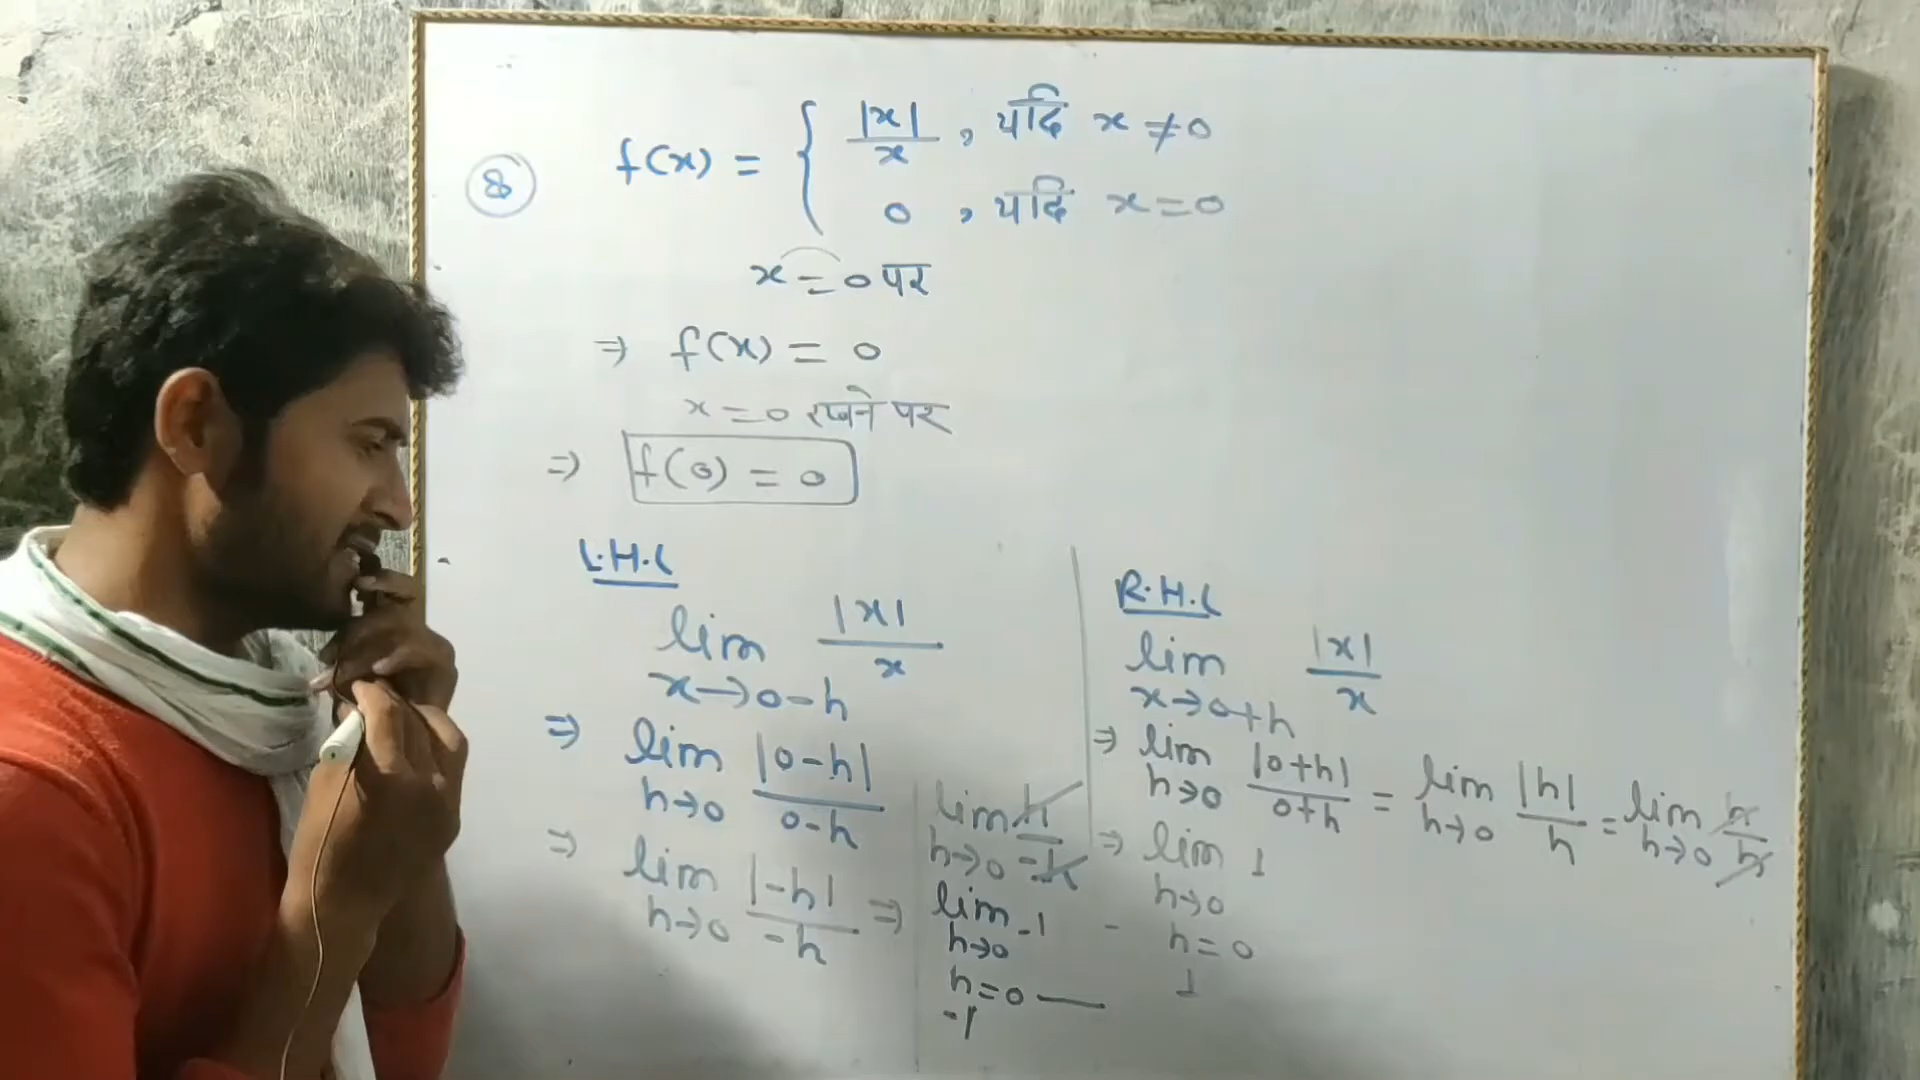 ⑧ f(x) = { |x|/x , यदि x ≠ 0
0 , यदि x = 0
x = 0 पर
⇒ f(x) = 0
x = 0 रखने पर
⇒ f(0) = 0
L.H.L
lim x→0-h |x|/x
⇒ lim h→0 |0-h|/0-h
⇒ lim h→0 |-h|/-h ⇒
lim h→0 h/-h
lim h→0 -1
h=0
-1
R.H.L
lim x→0+h |x|/x
⇒ lim h→0 |0+h|/0+h = lim h→0 |h|/h = lim h→0 h/h
⇒ lim h→0 1
h = 0
1